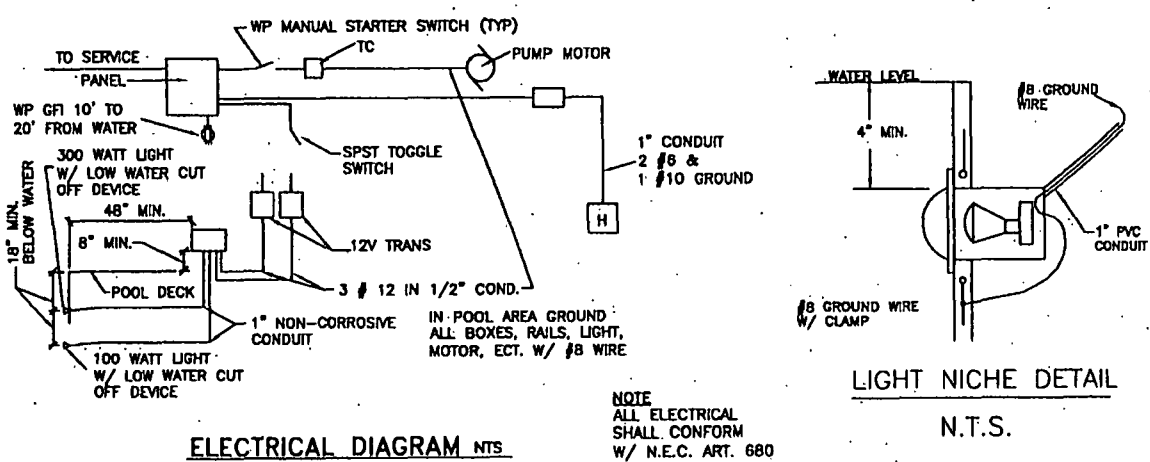 WP MANUAL STARTER SWITCH (TYP)
TC
TO SERVICE
PUMP MOTOR
PANEL
WP GFI 10' TO
20' FROM WATER
300 WATT LIGHT
W/ LOW WATER CUT
OFF DEVICE
SPST TOGGLE
SWITCH
1" CONDUIT
2 #6 &
1 #10 GROUND
H
18" MIN.
BELOW WATER
48" MIN.
8" MIN.
12V TRANS
POOL DECK
3 # 12 IN 1/2" COND.
1" NON-CORROSIVE
CONDUIT
IN POOL AREA GROUND
ALL BOXES, RAILS, LIGHT,
MOTOR, ECT. W/ #8 WIRE
100 WATT LIGHT
W/ LOW WATER CUT
OFF DEVICE
ELECTRICAL DIAGRAM NTS
NOTE
ALL ELECTRICAL
SHALL CONFORM
W/ N.E.C. ART. 680
WATER LEVEL
#8 GROUND
WIRE
4" MIN.
1" PVC
CONDUIT
#8 GROUND WIRE
W/ CLAMP
LIGHT NICHE DETAIL
N.T.S.